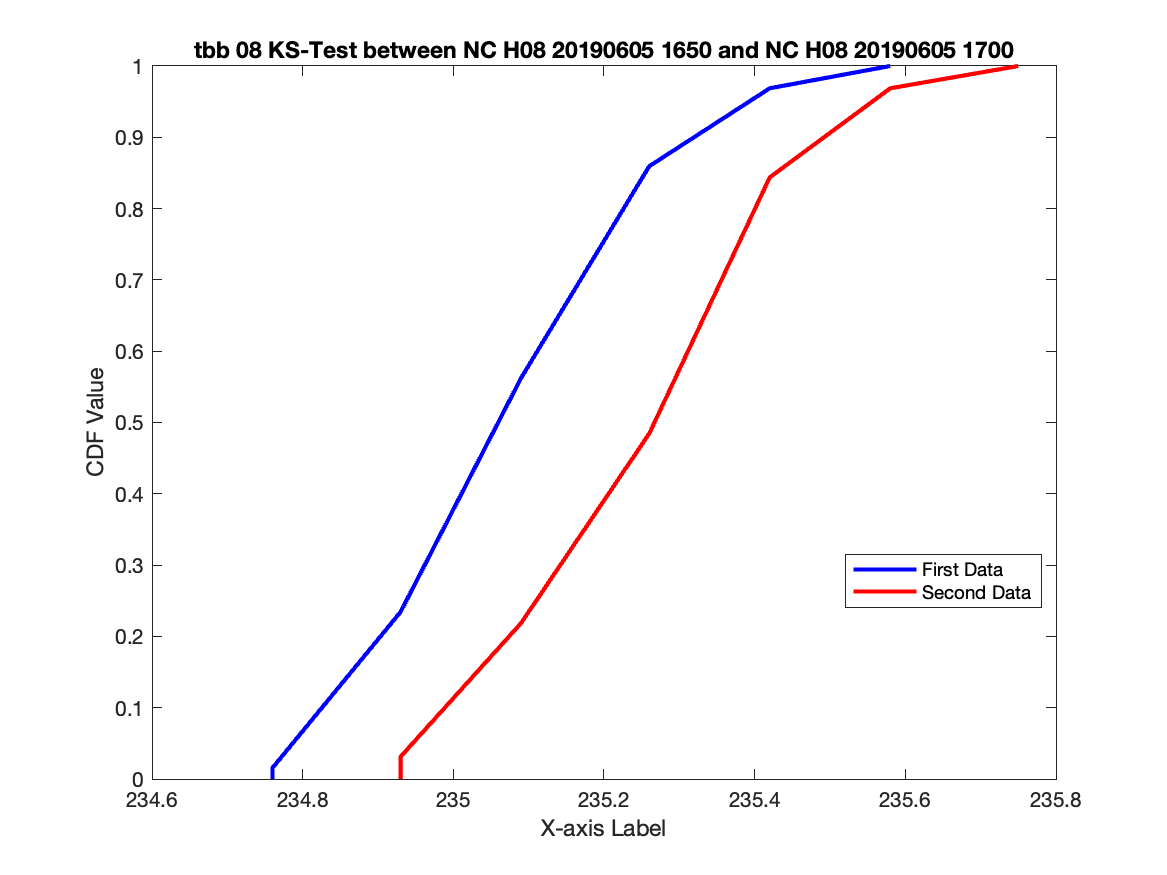 tbb 08 KS-Test between NC H08 20190605 1650 and NC H08 20190605 1700
1
0.9
0.8
0.7
0.6
0.5
0.4
0.3
0.2
0.1
0
CDF Value
First Data
Second Data
234.6 234.8 235 235.2 235.4 235.6 235.8
X-axis Label